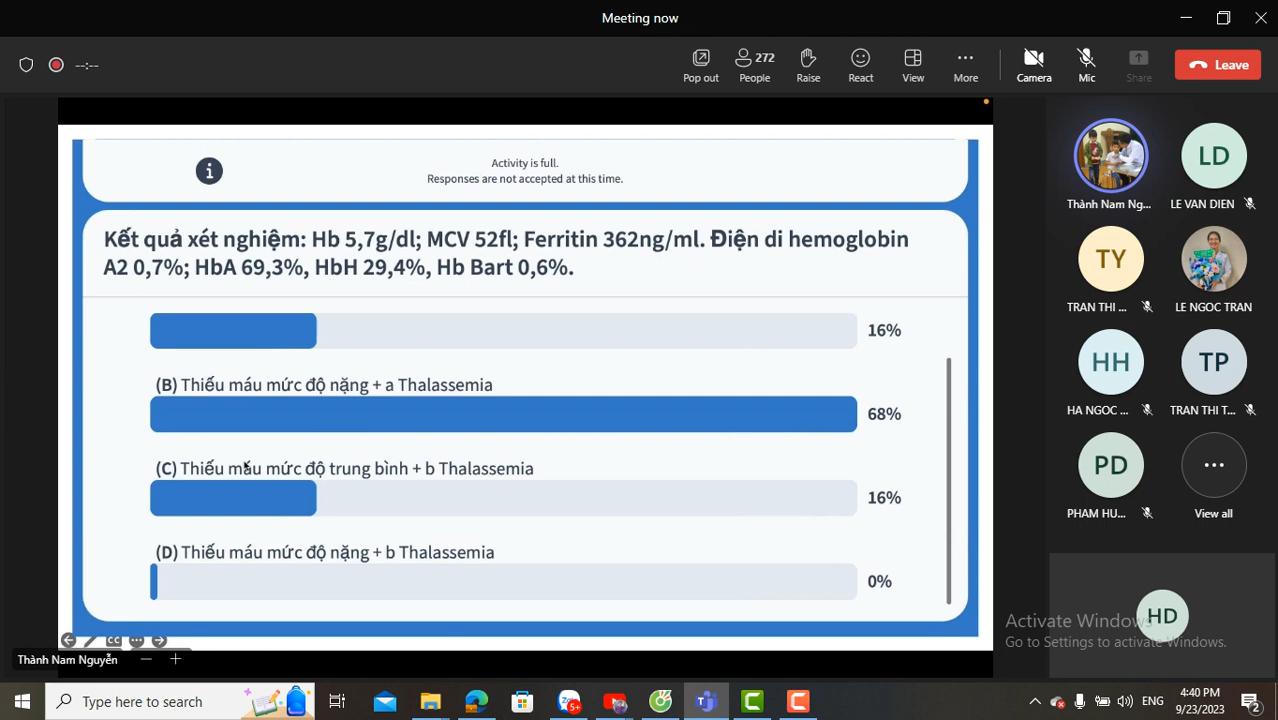 Meeting now
--:--
Pop out
272
People
Raise
React
View
More
Camera
Mic
Share
Leave
Activity is full.
Responses are not accepted at this time.
Kết quả xét nghiệm: Hb 5,7g/dl; MCV 52fl; Ferritin 362ng/ml. Điện di hemoglobin
A2 0,7%; HbA 69,3%, HbH 29,4%, Hb Bart 0,6%.
16%
(B) Thiếu máu mức độ nặng + a Thalassemia
68%
(C) Thiếu máu mức độ trung bình + b Thalassemia
16%
(D) Thiếu máu mức độ nặng + b Thalassemia
0%
CC
Thành Nam Nguyễn
Thành Nam Ng...
LD
LE VAN DIEN
TY
TRAN THI ...
LE NGOC TRAN
HH
HA NGOC ...
TP
TRAN THI T...
PD
PHAM HU...
View all
HD
Activate Windows
Go to Settings to activate Windows.
Type here to search
5+
ENG
4:40 PM
9/23/2023
2